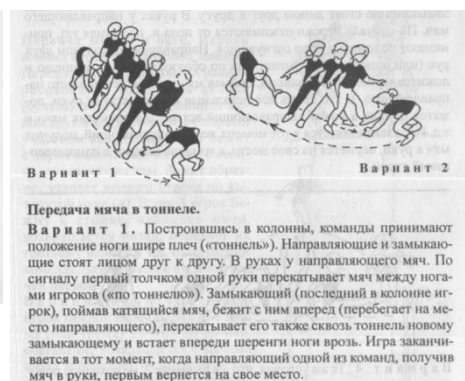 Вариант 1
Вариант 2
Передача мяча в тоннеле.
Вариант 1. Построившись в колонны, команды принимают
положение ноги шире плеч («тоннель»). Направляющие и замыкаю-
щие стоят лицом друг к другу. В руках у направляющего мяч. По
сигналу первый толчком одной руки перекатывает мяч между нога-
ми игроков («по тоннелю»). Замыкающий (последний в колонне иг-
рок), поймав катящийся мяч, бежит с ним вперед (перебегает на ме-
сто направляющего), перекатывает его также сквозь тоннель новому
замыкающему и встает впереди шеренги ноги врозь. Игра заканчи-
вается в тот момент, когда направляющий одной из команд, получив
мяч в руки, первым вернется на свое место.